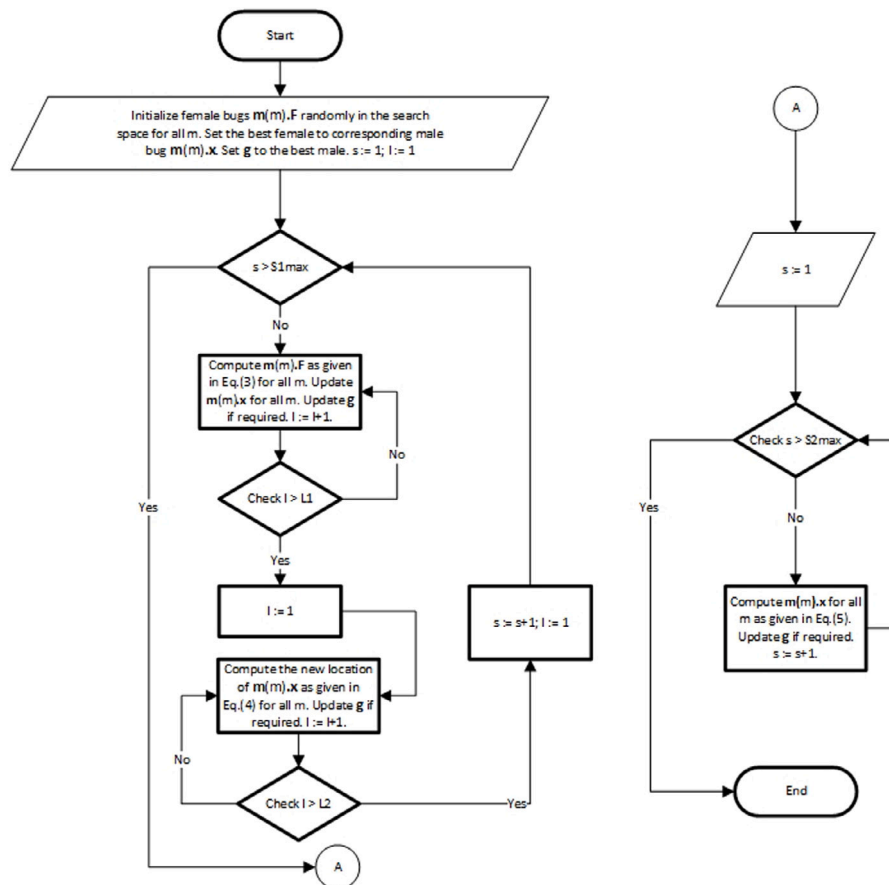 Start
Initialize female bugs m(m).F randomly in the search
space for all m. Set the best female to corresponding male
bug m(m).x. Set g to the best male. s := 1; l := 1
s > S1max
No
Compute m(m).F as given
in Eq.(3) for all m. Update
m(m).x for all m. Update g
if required. l := l+1.
No
Check l > L1
Yes
Yes
l := 1
s := s+1; l := 1
Compute the new location
of m(m).x as given in
Eq.(4) for all m. Update g if
required. l := l+1.
No
Check l > L2
Yes
A
A
s := 1
Check s > S2max
Yes
No
Compute m(m).x for all
m as given in Eq.(5).
Update g if required.
s := s+1.
End